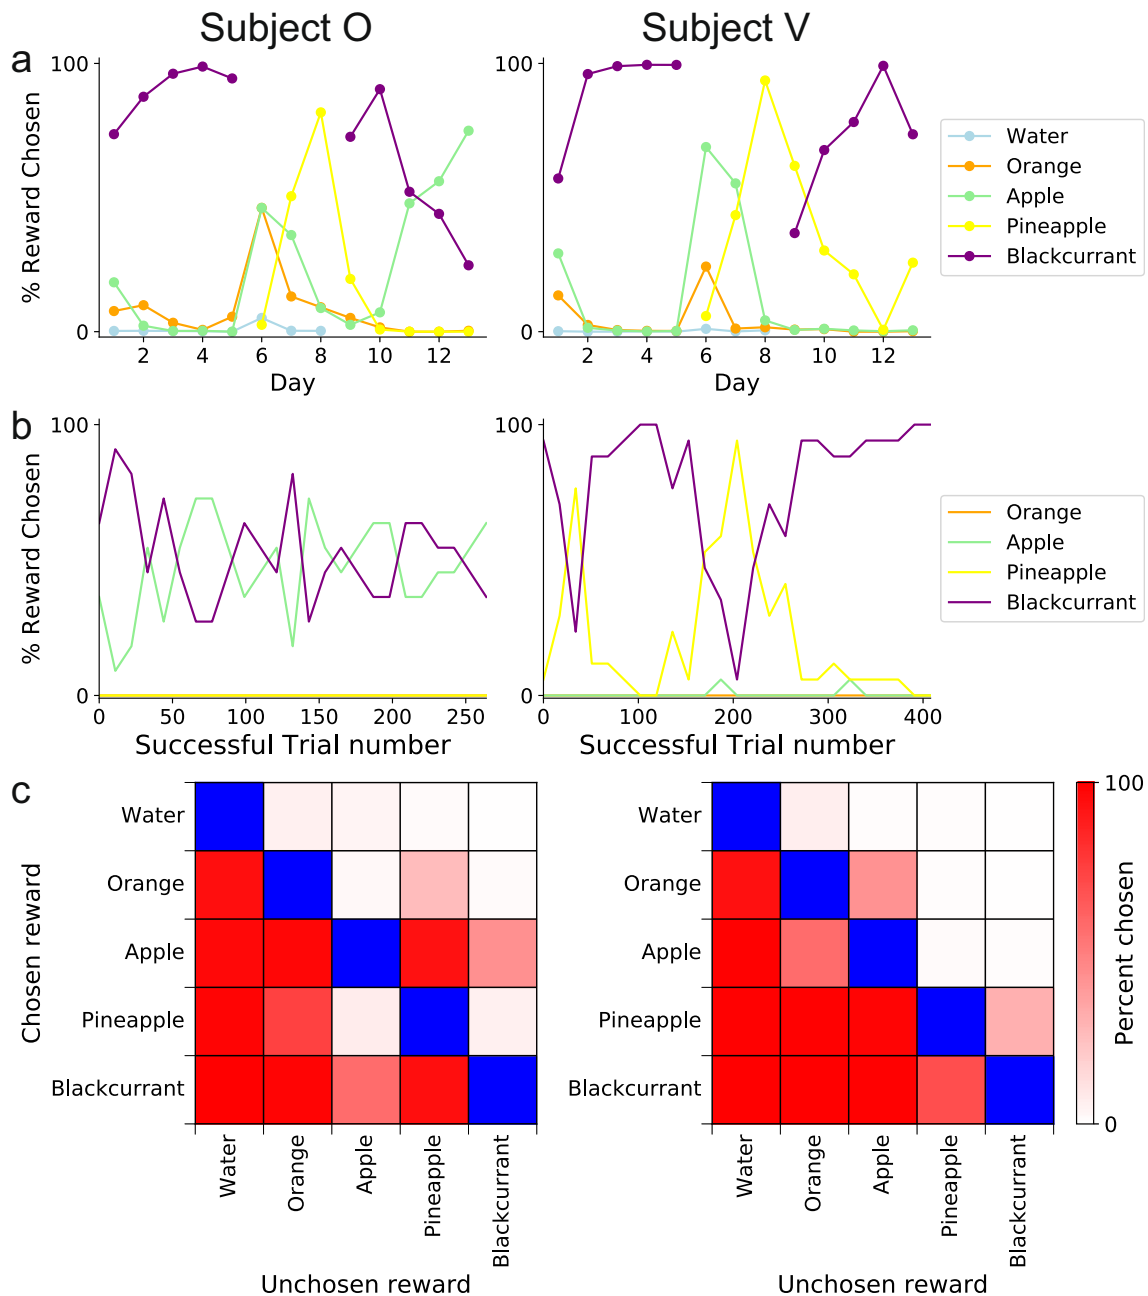 Subject O
Subject V
a
100
0
% Reward Chosen
2 4 6 8 10 12
Day
100
0
2 4 6 8 10 12
Day
Water
Orange
Apple
Pineapple
Blackcurrant
b
100
0
% Reward Chosen
0 50 100 150 200 250
Successful Trial number
100
0
0 100 200 300 400
Successful Trial number
Orange
Apple
Pineapple
Blackcurrant
c
Chosen reward
Water
Orange
Apple
Pineapple
Blackcurrant
Water
Orange
Apple
Pineapple
Blackcurrant
Unchosen reward
Water
Orange
Apple
Pineapple
Blackcurrant
Water
Orange
Apple
Pineapple
Blackcurrant
Unchosen reward
100
0
Percent chosen